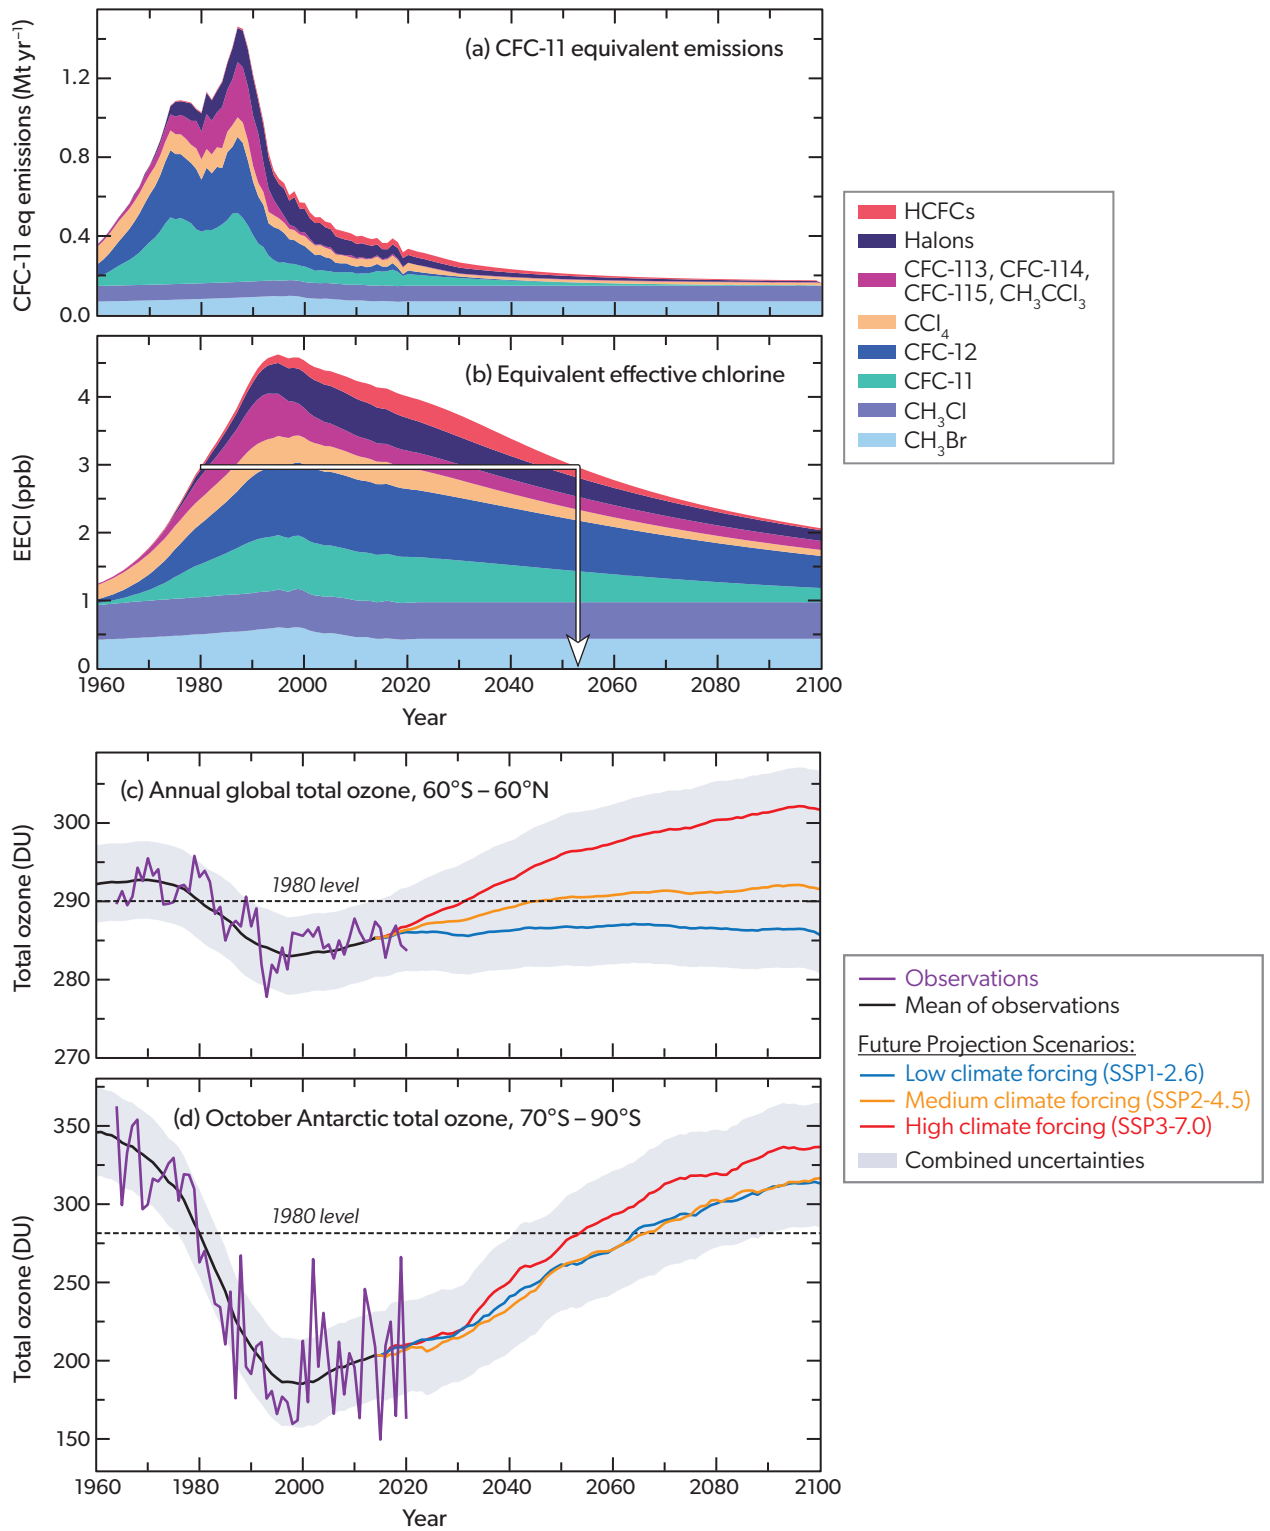 (a) CFC-11 equivalent emissions
CFC-11 eq emissions (Mt yr⁻¹)
1.2
0.8
0.4
0.0
(b) Equivalent effective chlorine
EECI (ppb)
4
3
2
1
0
1960 1980 2000 2020 2040 2060 2080 2100
Year
HCFCs
Halons
CFC-113, CFC-114,
CFC-115, CH₃CCI₃
CCI₄
CFC-12
CFC-11
CH₃CI
CH₃Br
(c) Annual global total ozone, 60°S – 60°N
Total ozone (DU)
300
290
280
270
1980 level
(d) October Antarctic total ozone, 70°S – 90°S
Total ozone (DU)
350
300
250
200
150
1980 level
1960 1980 2000 2020 2040 2060 2080 2100
Year
Observations
Mean of observations
Future Projection Scenarios:
Low climate forcing (SSP1-2.6)
Medium climate forcing (SSP2-4.5)
High climate forcing (SSP3-7.0)
Combined uncertainties